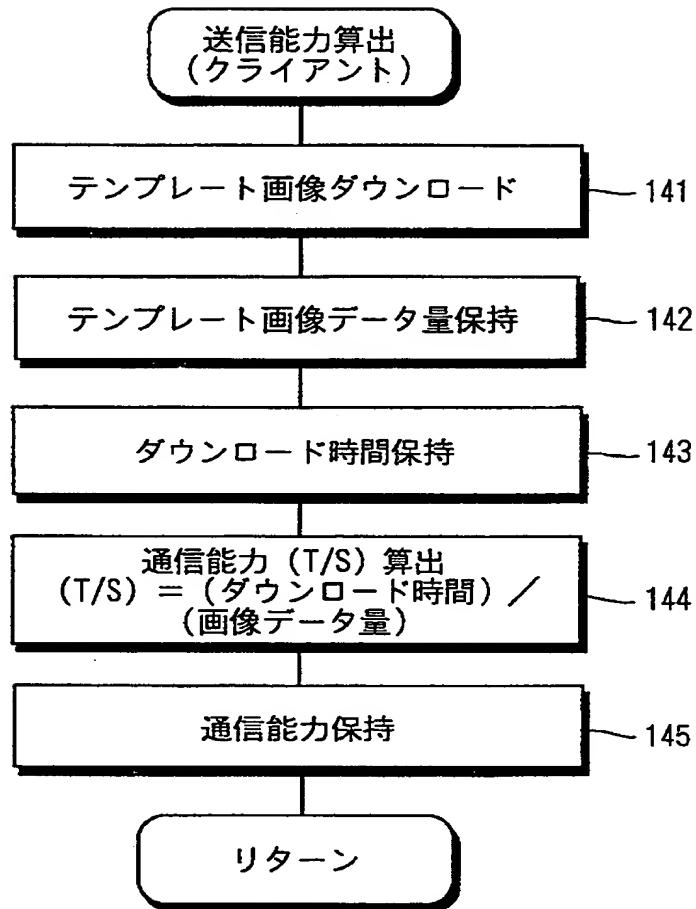 送信能力算出
(クライアント)
テンプレート画像ダウンロード
141
テンプレート画像データ量保持
142
ダウンロード時間保持
143
通信能力 (T/S) 算出
(T/S) = (ダウンロード時間) /
(画像データ量)
144
通信能力保持
145
リターン